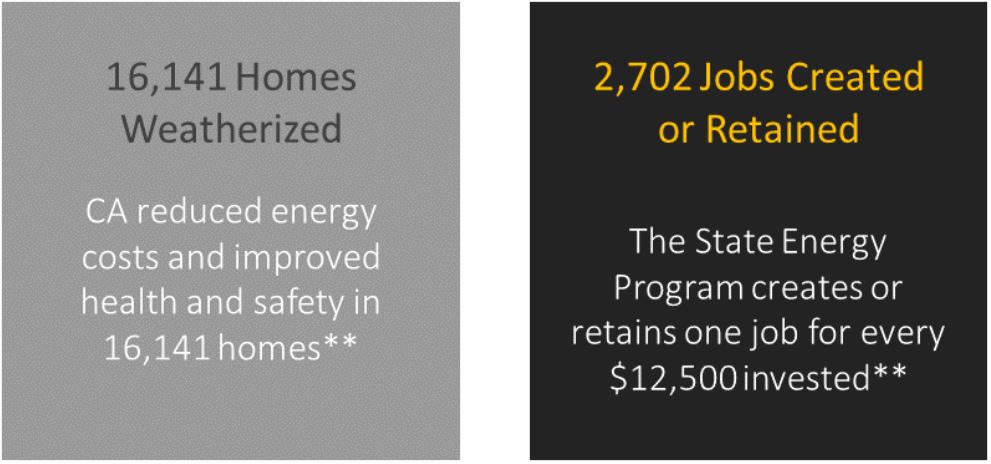 16,141 Homes
Weatherized
CA reduced energy
costs and improved
health and safety in
16,141 homes**
2,702 Jobs Created
or Retained
The State Energy
Program creates or
retains one job for every
$12,500 invested**